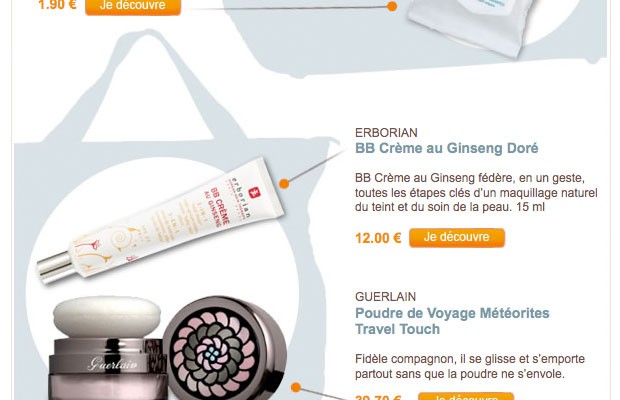 1.90 €
Je découvre
ERBORIAN
BB Crème au Ginseng Doré
BB Crème au Ginseng fédère, en un geste,
toutes les étapes clés d’un maquillage naturel
du teint et du soin de la peau. 15 ml
12.00 €
Je découvre
erborian
BB CRÈME
AU GINSENG
GUERLAIN
Poudre de Voyage Météorites
Travel Touch
Fidèle compagnon, il se glisse et s’emporte
partout sans que la poudre ne s’envole.
39.70 €
Je découvre
Guerlain